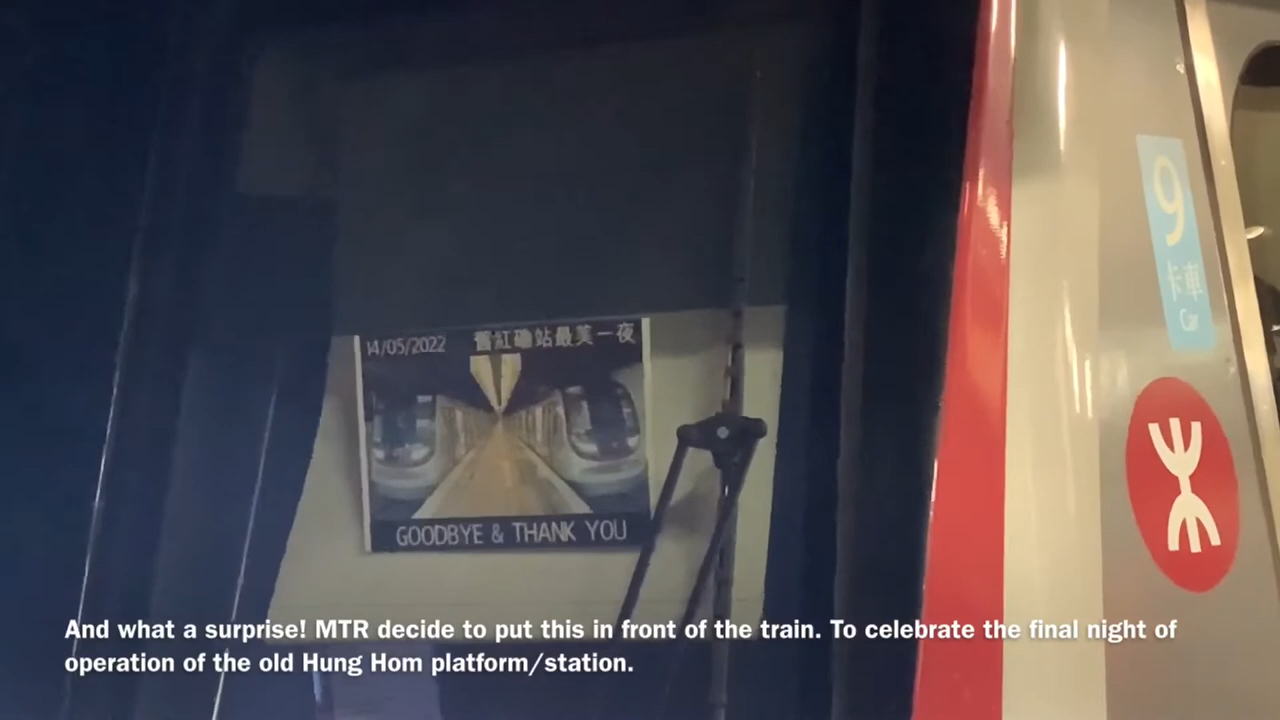 14/05/2022 舊紅磡站最美一夜
GOODBYE & THANK YOU
9
卡車
Car
And what a surprise! MTR decide to put this in front of the train. To celebrate the final night of
operation of the old Hung Hom platform/station.